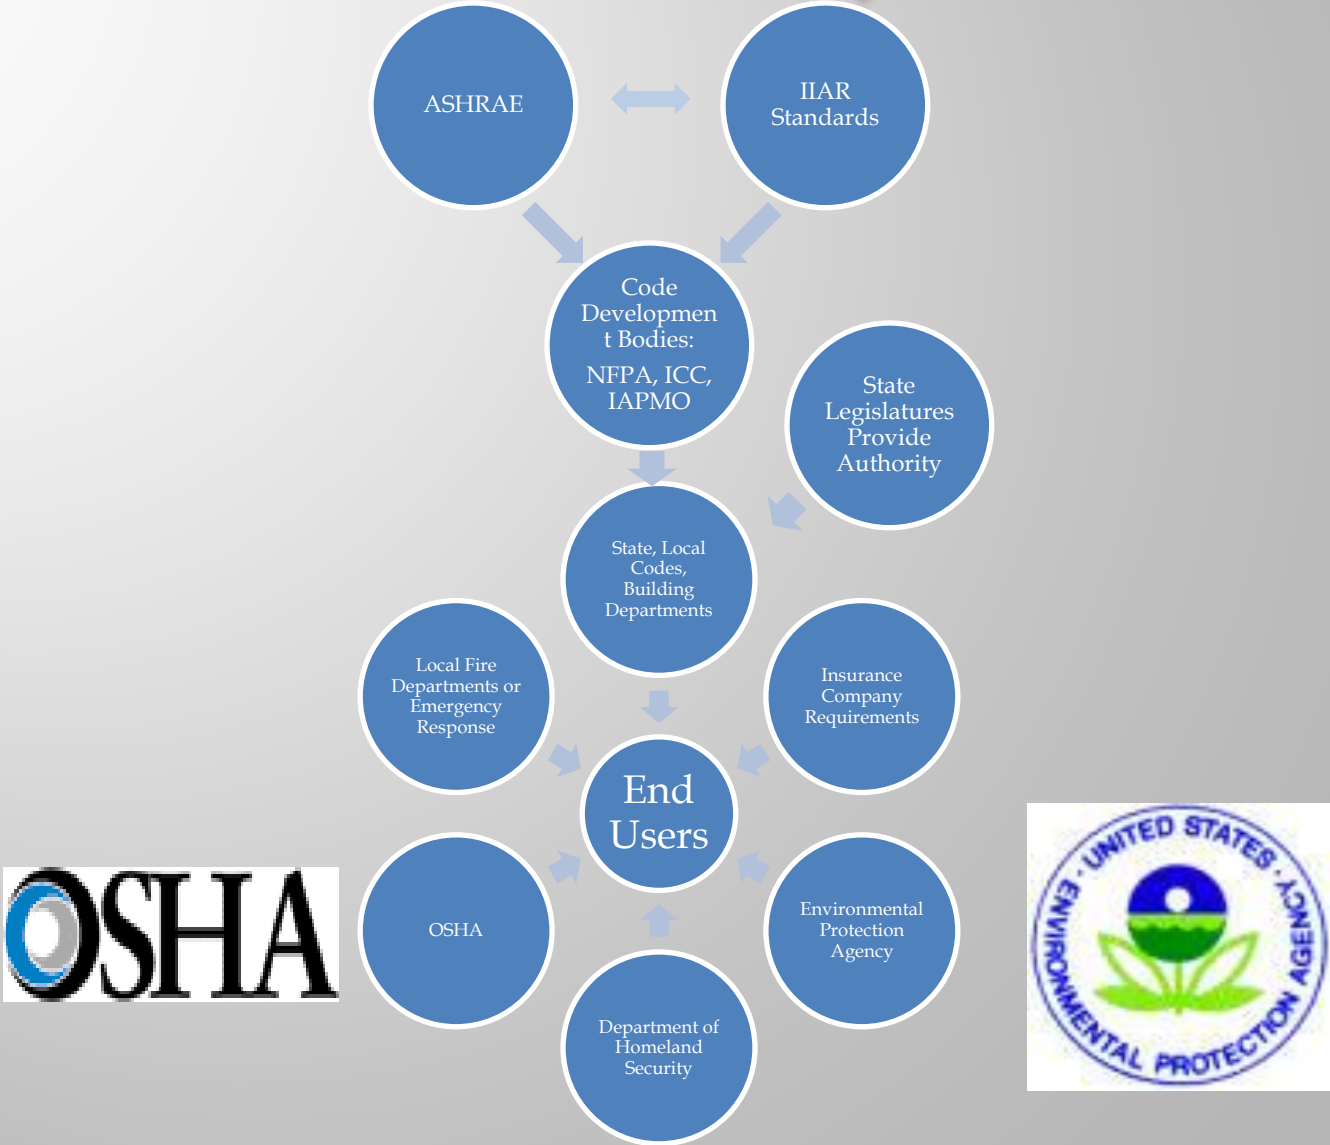 ASHRAE
IIAR
Standards
Code
Developmen
t Bodies:
NFPA, ICC,
IAPMO
State
Legislatures
Provide
Authority
State, Local
Codes,
Building
Departments
Local Fire
Departments or
Emergency
Response
Insurance
Company
Requirements
End
Users
OSHA
OSHA
Environmental
Protection
Agency
Department of
Homeland
Security
UNITED STATES · ENVIRONMENTAL PROTECTION AGENCY ·